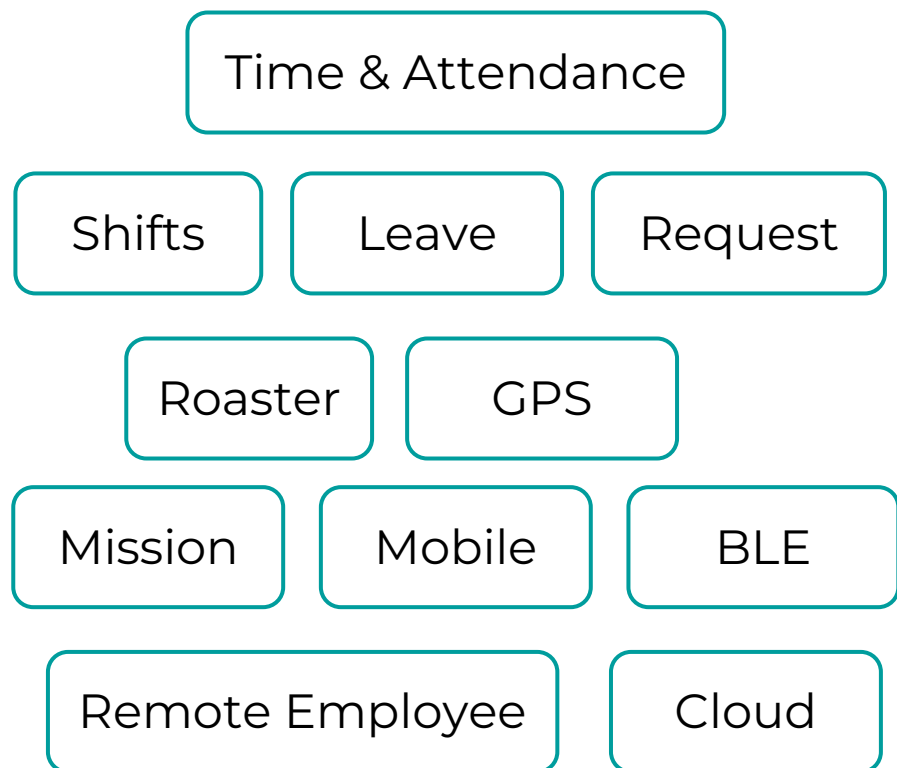 Time & Attendance
Shifts Leave Request
Roaster GPS
Mission Mobile BLE
Remote Employee Cloud